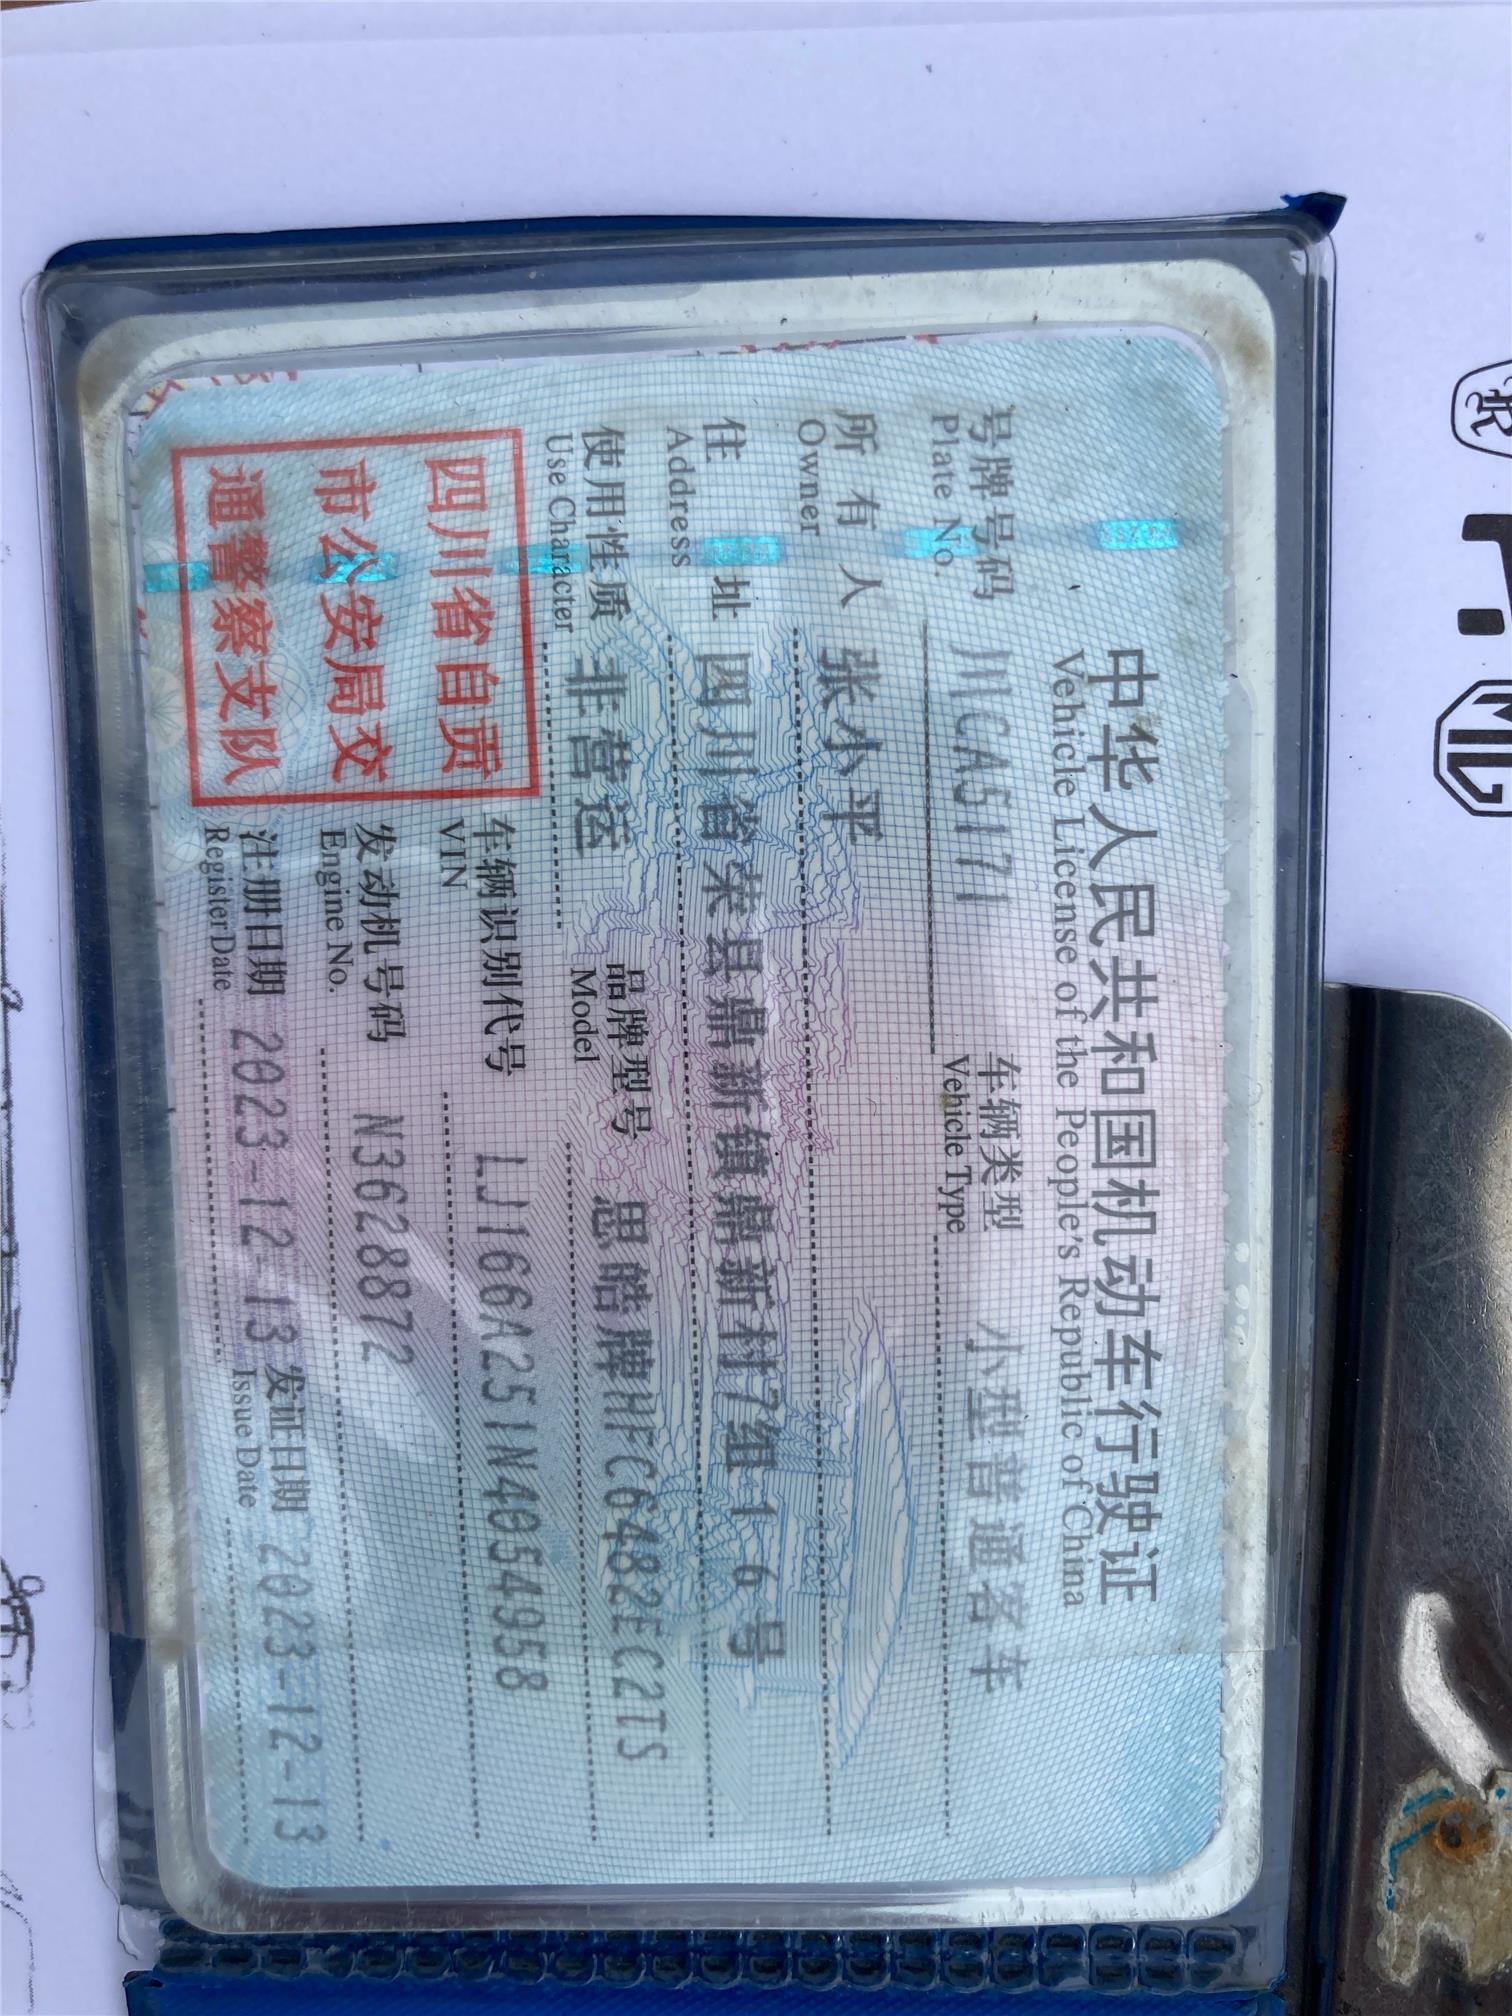 中华人民共和国机动车行驶证
Vehicle License of the People's Republic of China
号牌号码 川CA5171 车辆类型 小型普通客车
Plate No. Vehicle Type
所有人 张小平
Owner
住址 四川省荣县鼎新镇鼎新村7组16号
Address
使用性质 非营运 品牌型号 思皓牌HFC6482EC2TS
Use Character Model
四川省自贡
市公安局交
通警察支队
车辆识别代号 LJ166A251N4054958
VIN
发动机号码 N3628872
Engine No.
注册日期 2023-12-13 发证日期 2023-12-13
Register Date Issue Date